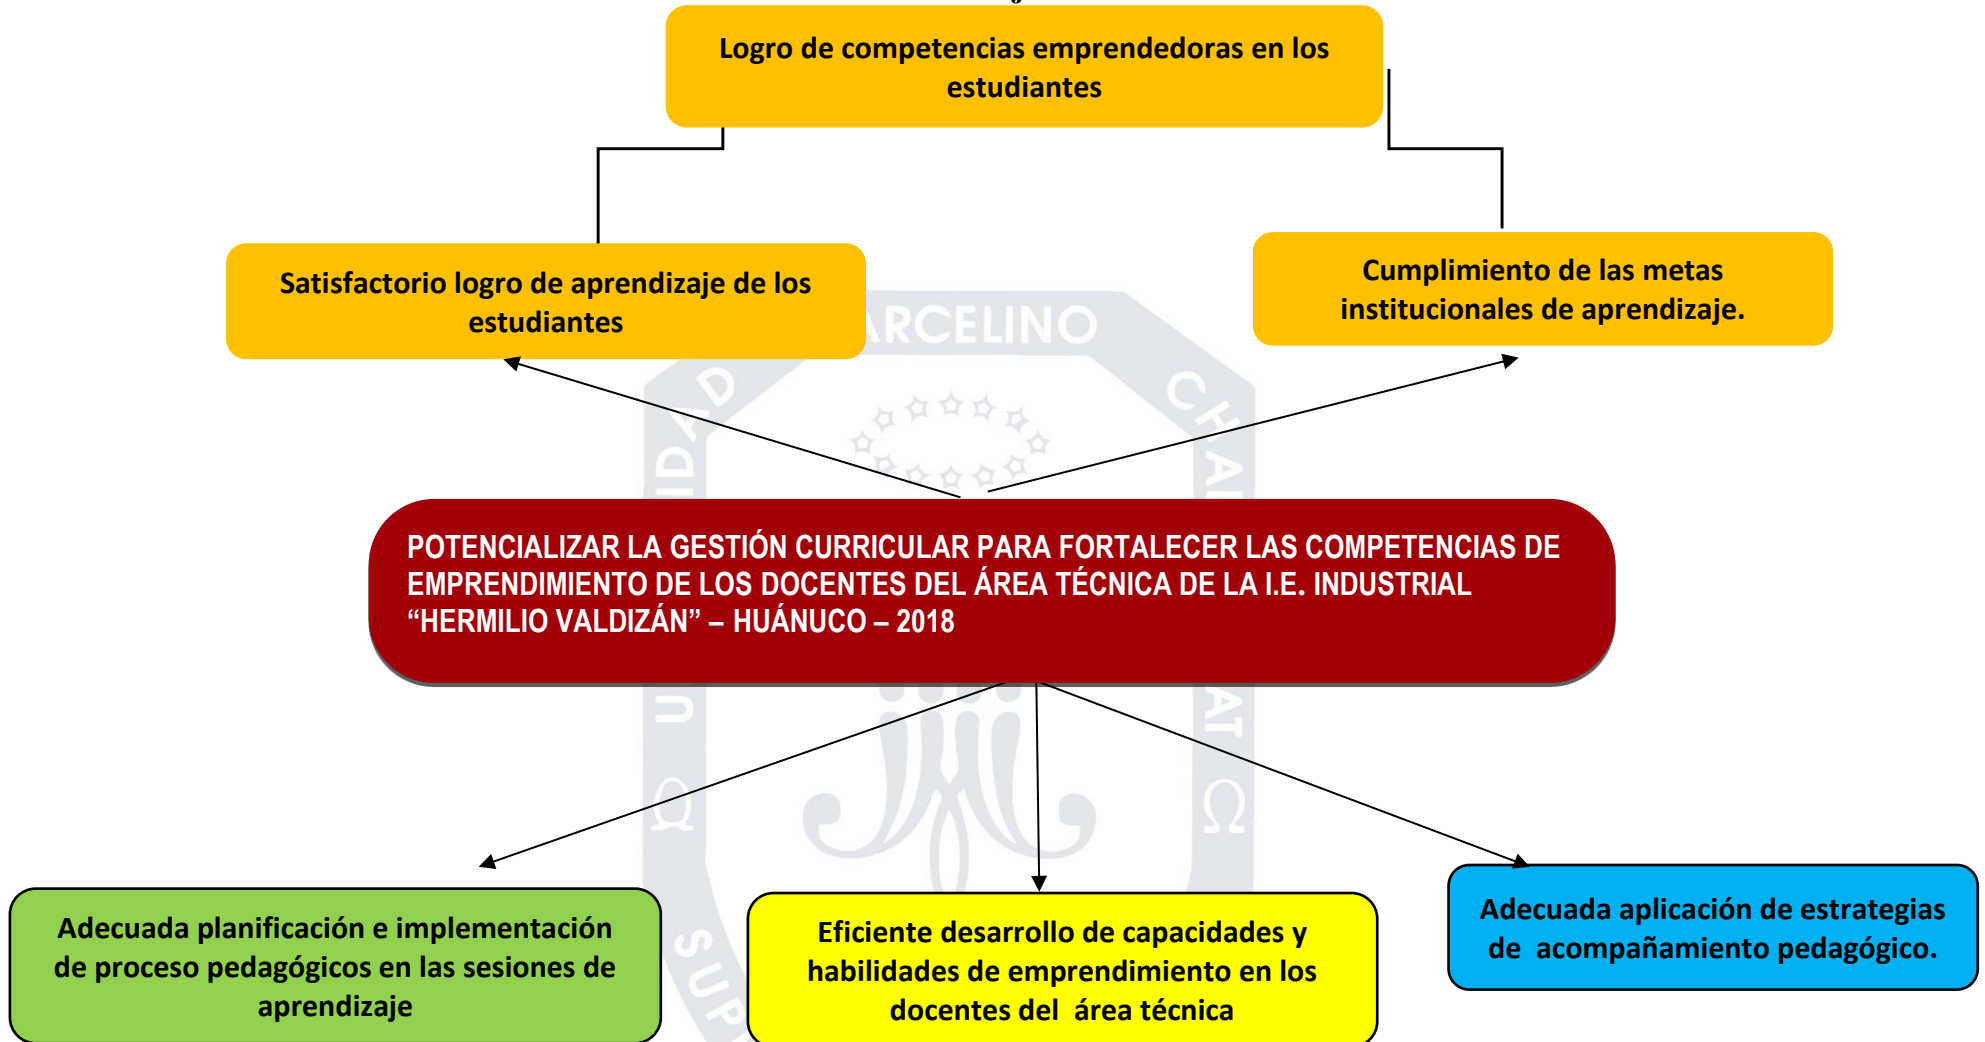 Logro de competencias emprendedoras en los
estudiantes
Satisfactorio logro de aprendizaje de los
estudiantes
Cumplimiento de las metas
institucionales de aprendizaje.
ARCELINO
POTENCIALIZAR LA GESTIÓN CURRICULAR PARA FORTALECER LAS COMPETENCIAS DE
EMPRENDIMIENTO DE LOS DOCENTES DEL ÁREA TÉCNICA DE LA I.E. INDUSTRIAL
“HERMILIO VALDIZÁN” – HUÁNUCO – 2018
Adecuada planificación e implementación
de proceso pedagógicos en las sesiones de
aprendizaje
Eficiente desarrollo de capacidades y
habilidades de emprendimiento en los
docentes del  área técnica
Adecuada aplicación de estrategias
de  acompañamiento pedagógico.